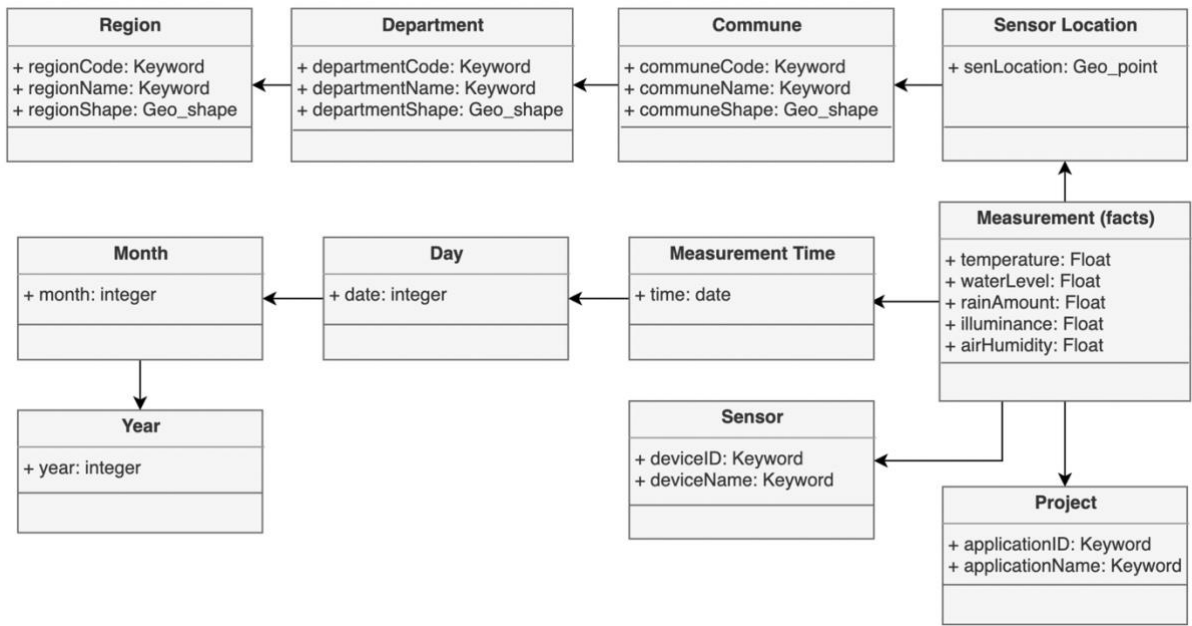 Region
+ regionCode: Keyword
+ regionName: Keyword
+ regionShape: Geo_shape
Department
+ departmentCode: Keyword
+ departmentName: Keyword
+ departmentShape: Geo_shape
Commune
+ communeCode: Keyword
+ communeName: Keyword
+ communeShape: Geo_shape
Sensor Location
+ senLocation: Geo_point
Month
+ month: integer
Day
+ date: integer
Measurement Time
+ time: date
Measurement (facts)
+ temperature: Float
+ waterLevel: Float
+ rainAmount: Float
+ illuminance: Float
+ airHumidity: Float
Year
+ year: integer
Sensor
+ deviceID: Keyword
+ deviceName: Keyword
Project
+ applicationID: Keyword
+ applicationName: Keyword